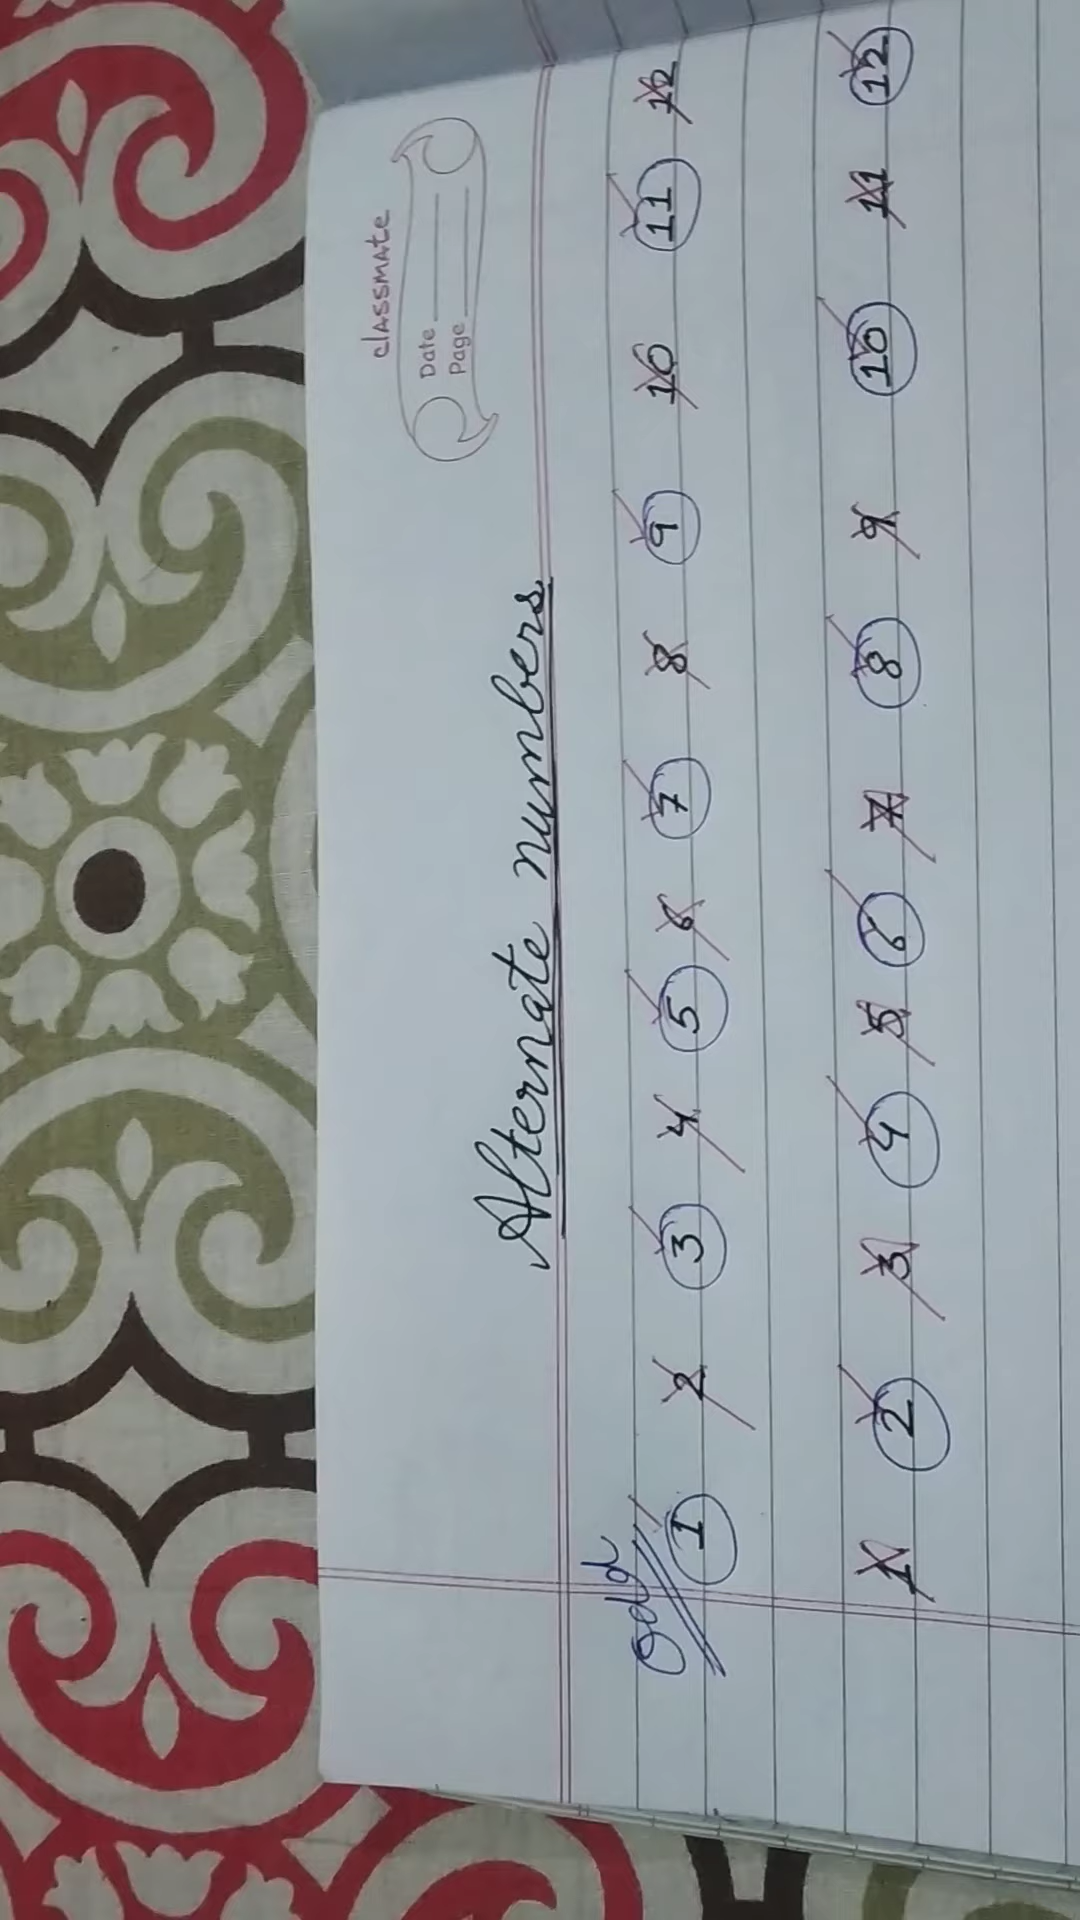 classmate
Date
Page
Alternate numbers
Odd
1 2 3 4 5 6 7 8 9 10 11 12
1 2 3 4 5 6 7 8 9 10 11 12